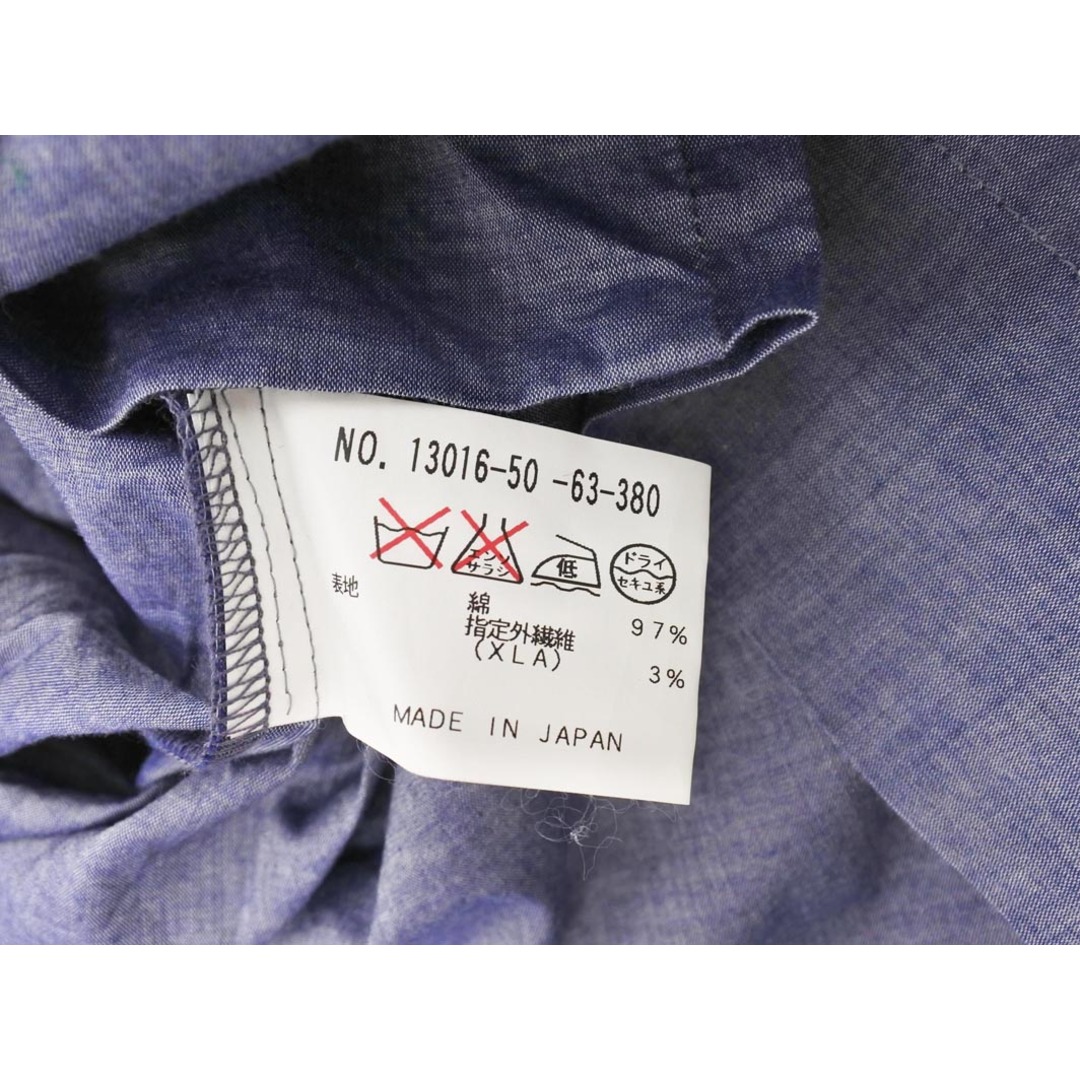 NO. 13016-50 -63-380
エンソ
サラシ
低
ドライ
セキユ系
表地
綿 97%
指定外繊維
(XLA) 3%
MADE IN JAPAN